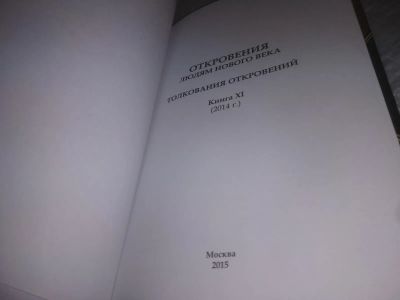 ОТКРОВЕНИЯ
ЛЮДЯМ НОВОГО ВЕКА
ТОЛКОВАНИЯ ОТКРОВЕНИЙ
Книга XI
(2014 г.)
Москва
2015